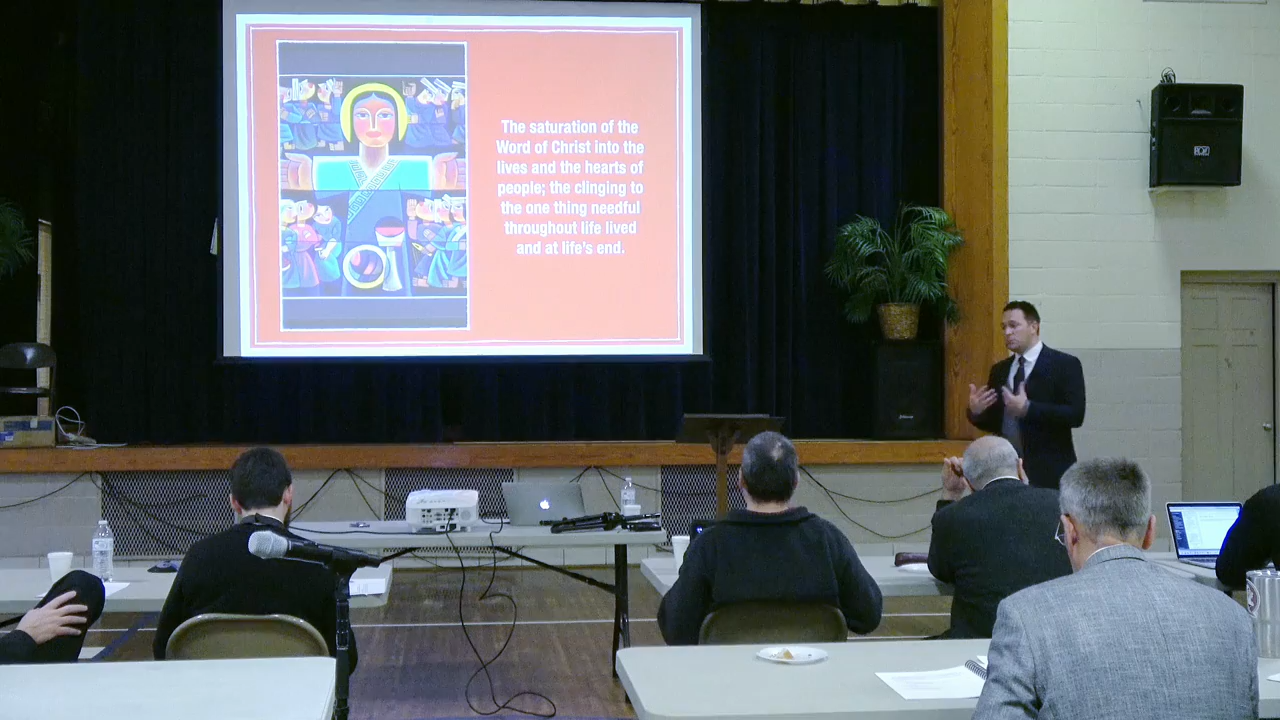 The saturation of the
Word of Christ into the
lives and the hearts of
people; the clinging to
the one thing needful
throughout life lived
and at life's end.